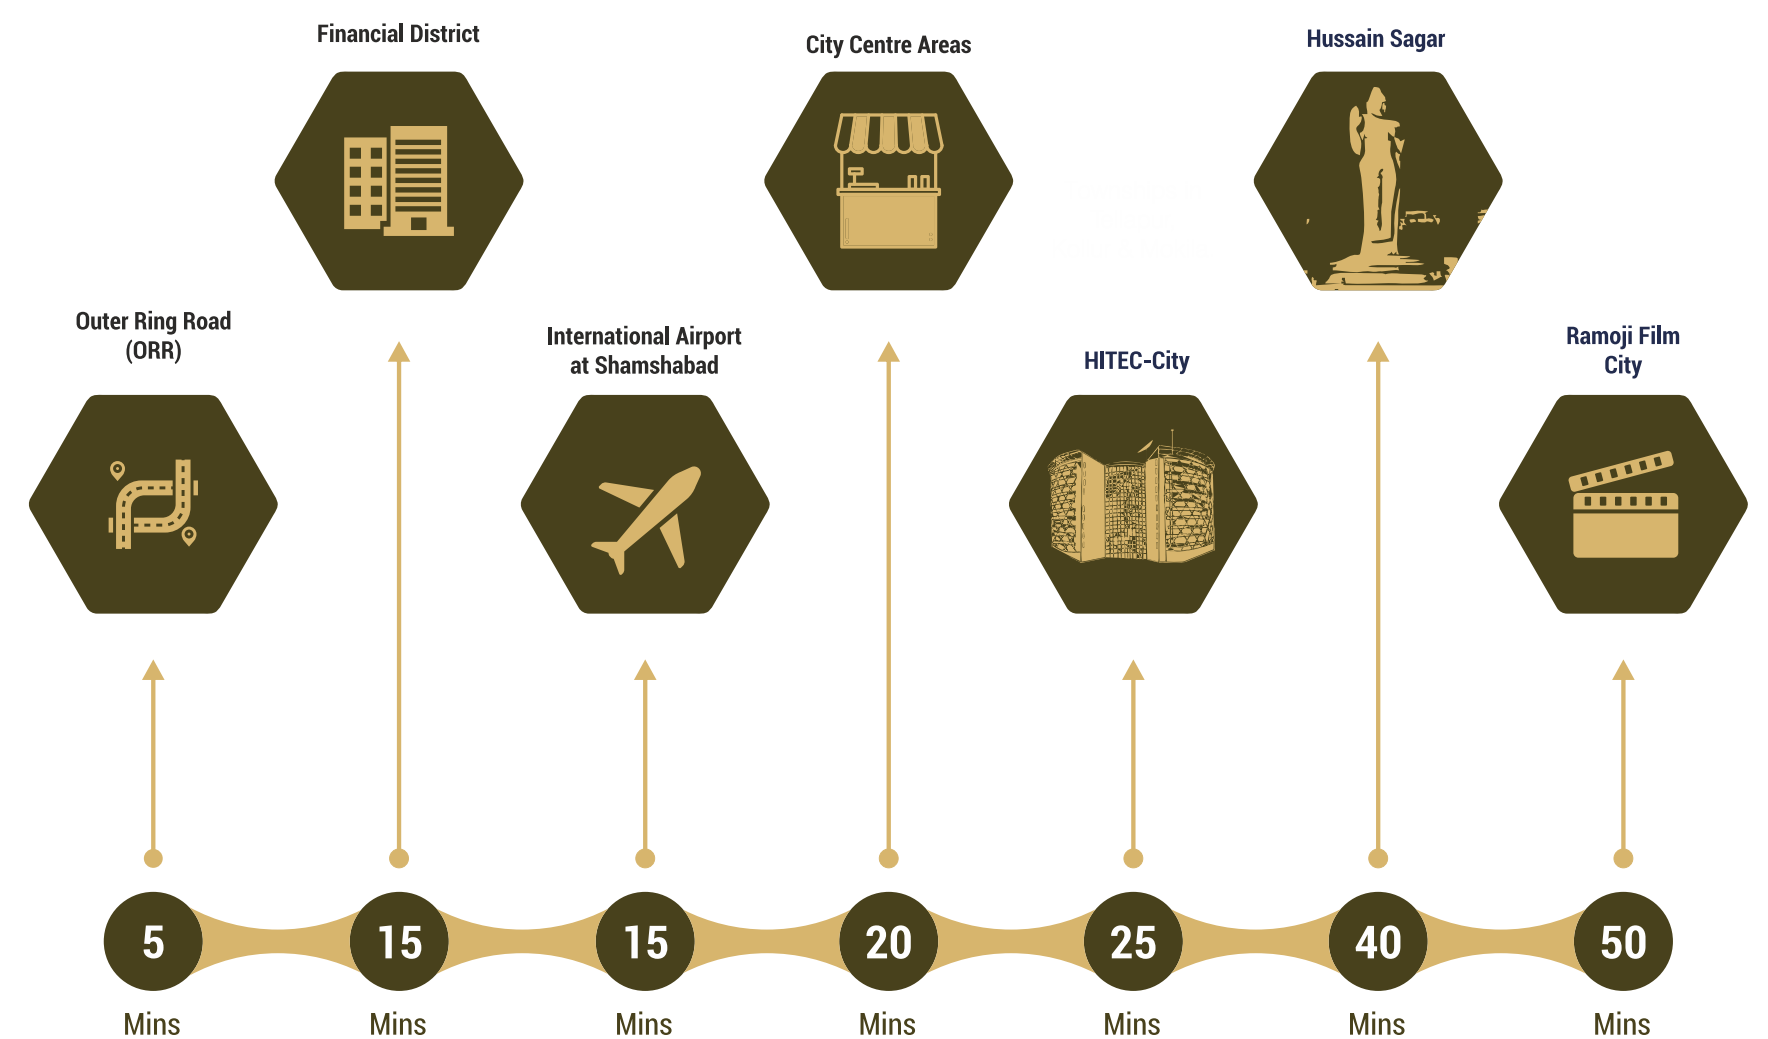 Financial District
City Centre Areas
Hussain Sagar
Outer Ring Road
(ORR)
International Airport
at Shamshabad
HITEC-City
Ramoji Film
City
5
15
15
20
25
40
50
Mins
Mins
Mins
Mins
Mins
Mins
Mins